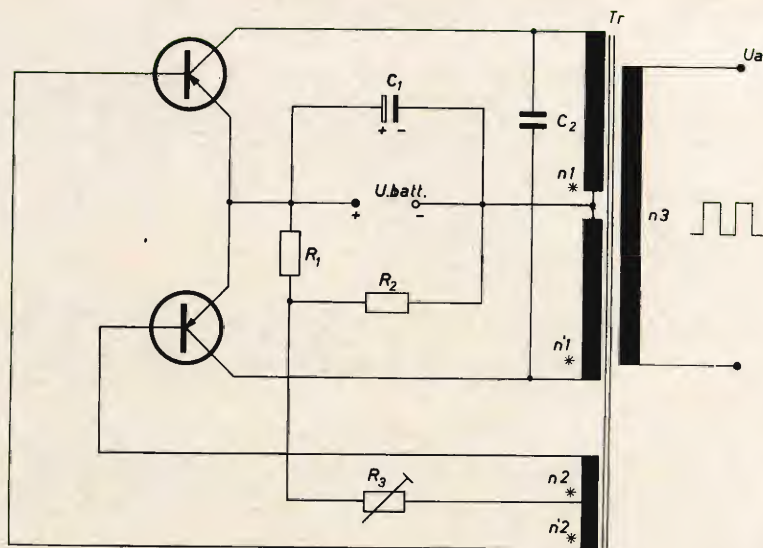 Tr
Ua
C1
+ -
C2
n1
*
U.batt.
+ -
n3
R1
R2
n'1
*
R3
n2
*
n'2
*